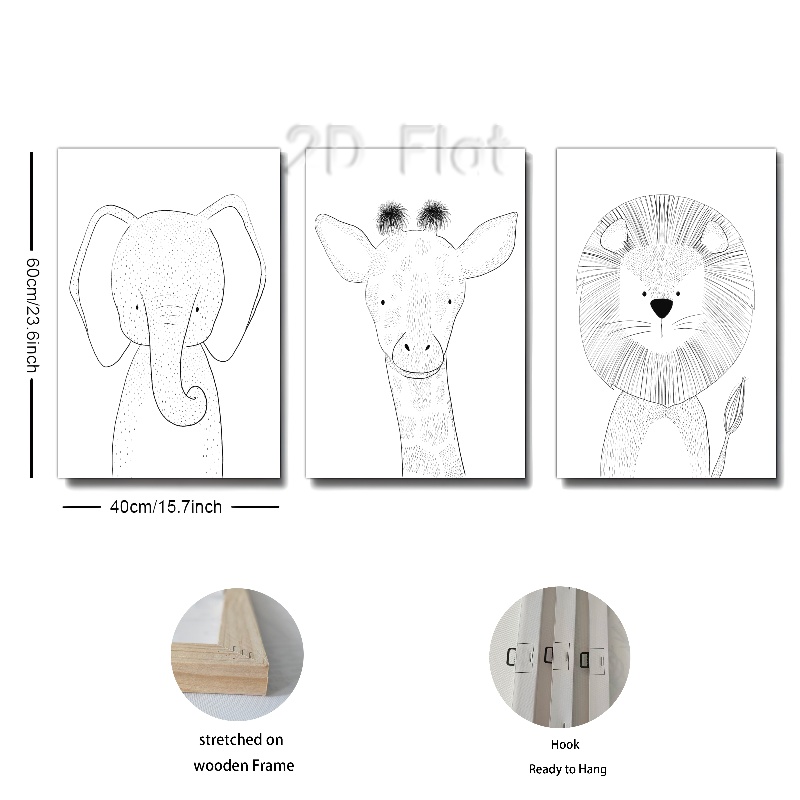 2D Flat
60cm/23.6inch
40cm/15.7inch
stretched on
wooden Frame
Hook
Ready to Hang